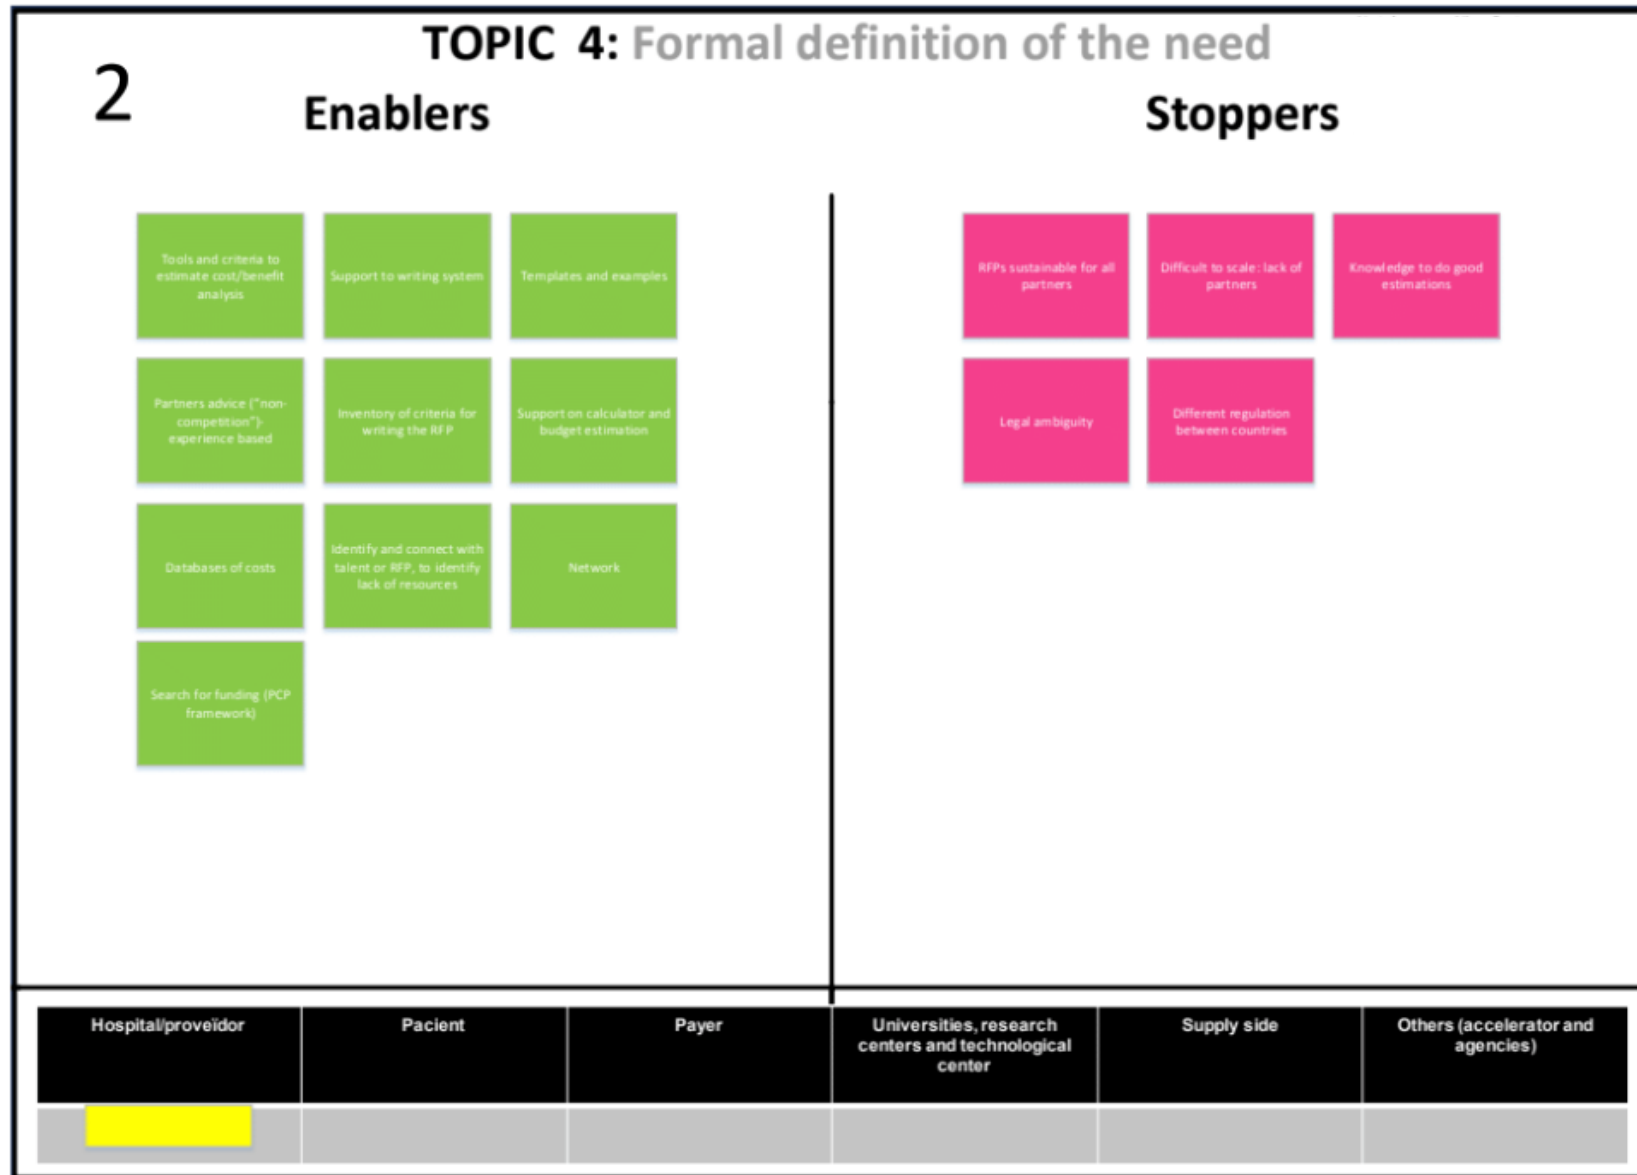 TOPIC 4: Formal definition of the need
2
Enablers
Stoppers
Tools and criteria to
estimate cost/benefit
analysis
Support to writing system
Templates and examples
Partners advice ("non-
competition")-
experience based
Inventory of criteria for
writing the RFP
Support on calculator and
budget estimation
Databases of costs
Identify and connect with
talent or RFP, to identify
lack of resources
Network
Search for funding (PCP
framework)
RFPs sustainable for all
partners
Difficult to scale: lack of
partners
Knowledge to do good
estimations
Legal ambiguity
Different regulation
between countries
Hospital/proveïdor
Pacient
Payer
Universities, research
centers and technological
center
Supply side
Others (accelerator and
agencies)